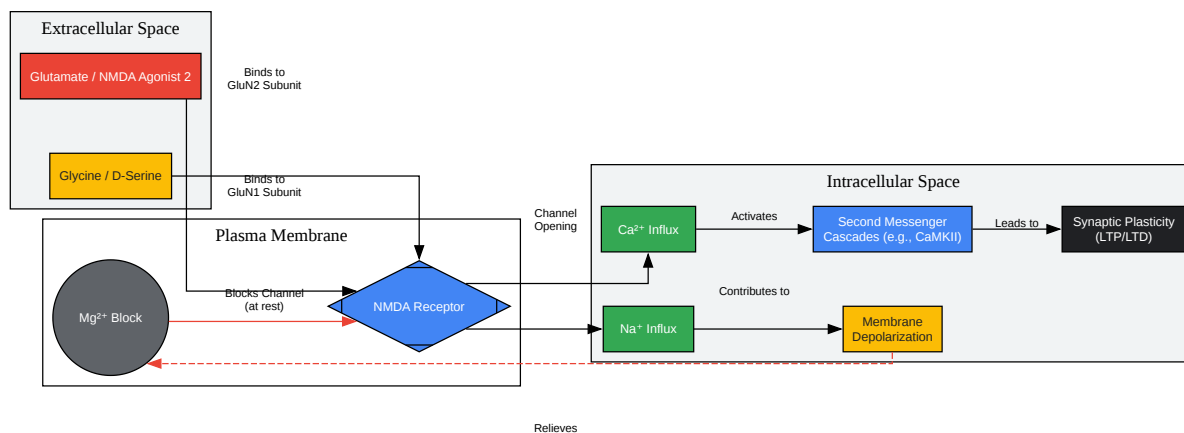 Extracellular Space
Glutamate / NMDA Agonist 2
Binds to
GluN2 Subunit
Glycine / D-Serine
Binds to
GluN1 Subunit
Plasma Membrane
Mg²⁺ Block
Blocks Channel
(at rest)
NMDA Receptor
Channel
Opening
Intracellular Space
Ca²⁺ Influx
Activates
Second Messenger
Cascades (e.g., CaMKII)
Leads to
Synaptic Plasticity
(LTP/LTD)
Na⁺ Influx
Contributes to
Membrane
Depolarization
Relieves